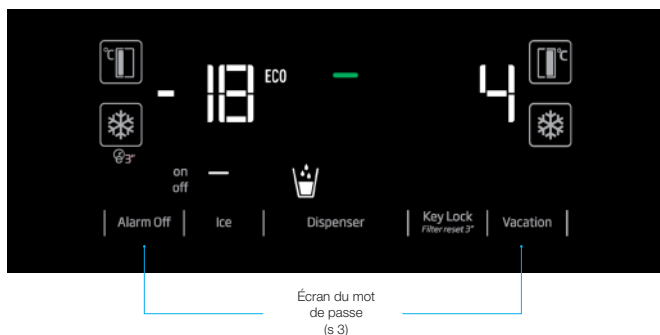 °C
°C
-18 ECO
4
3"
on
off
Alarm Off
Ice
Dispenser
Key Lock
Filter reset 3"
Vacation
Écran du mot
de passe
(s 3)